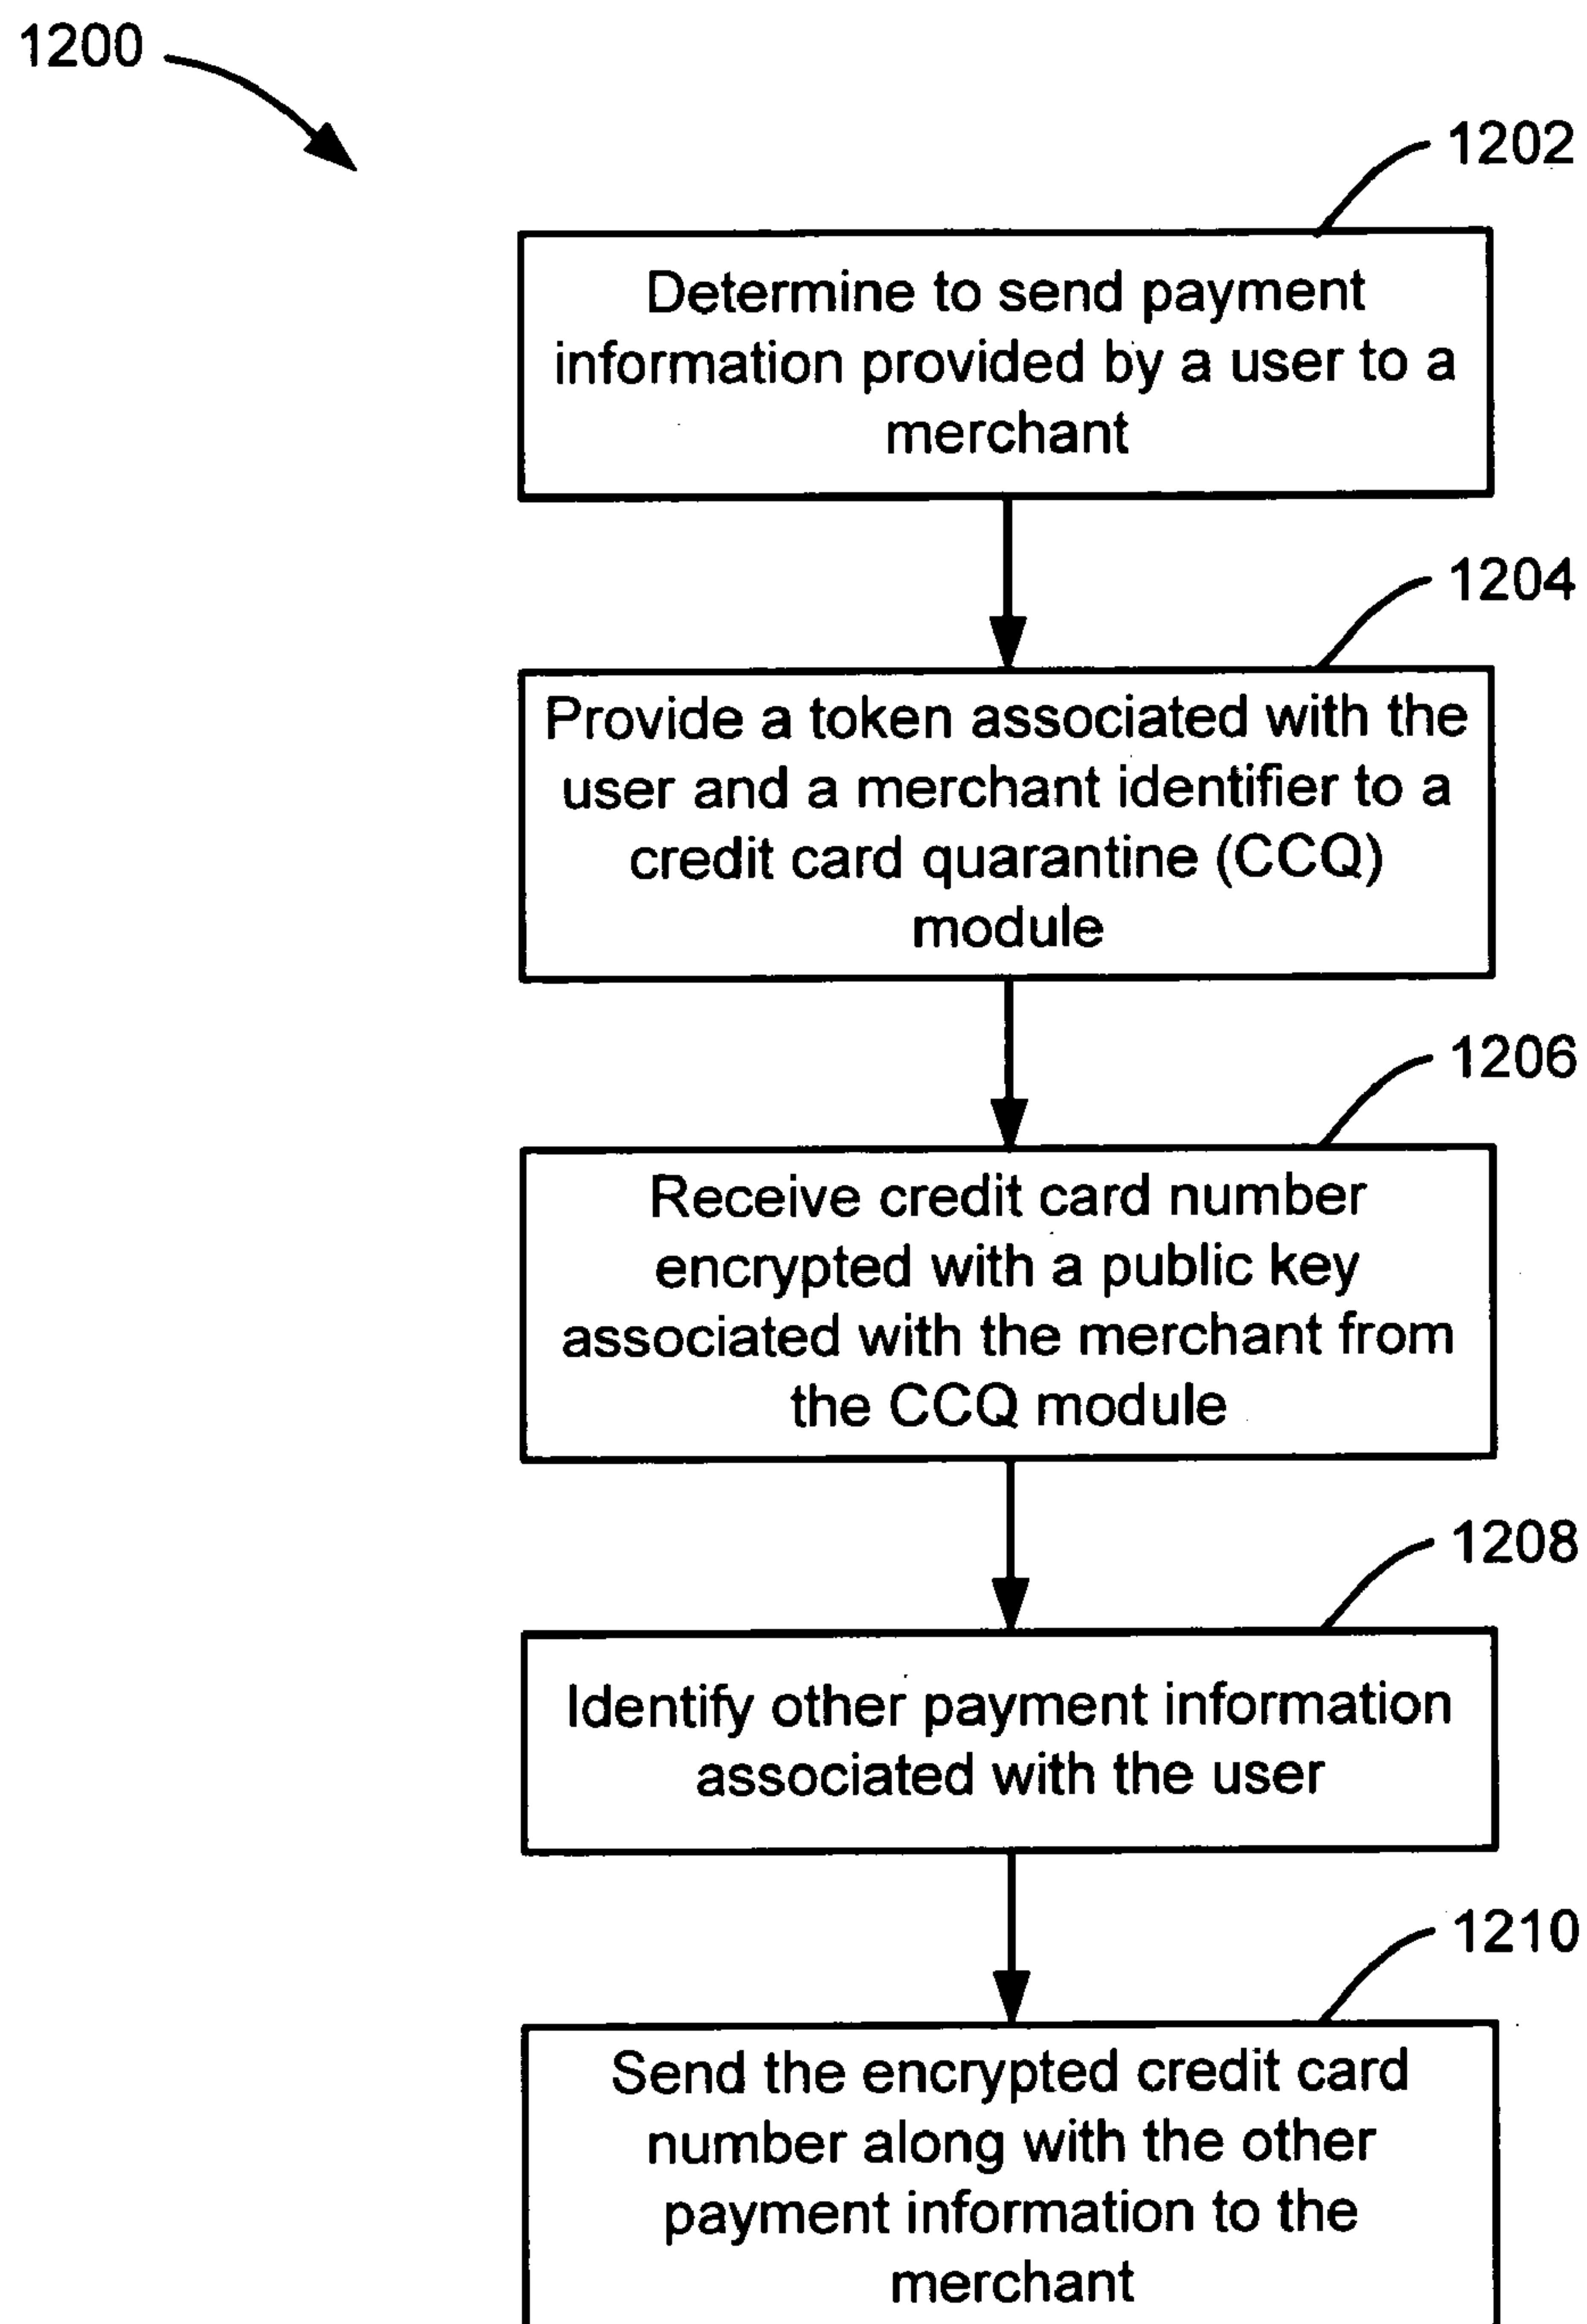 1200
1202
Determine to send payment
information provided by a user to a
merchant
1204
Provide a token associated with the
user and a merchant identifier to a
credit card quarantine (CCQ)
module
1206
Receive credit card number
encrypted with a public key
associated with the merchant from
the CCQ module
1208
Identify other payment information
associated with the user
1210
Send the encrypted credit card
number along with the other
payment information to the
merchant